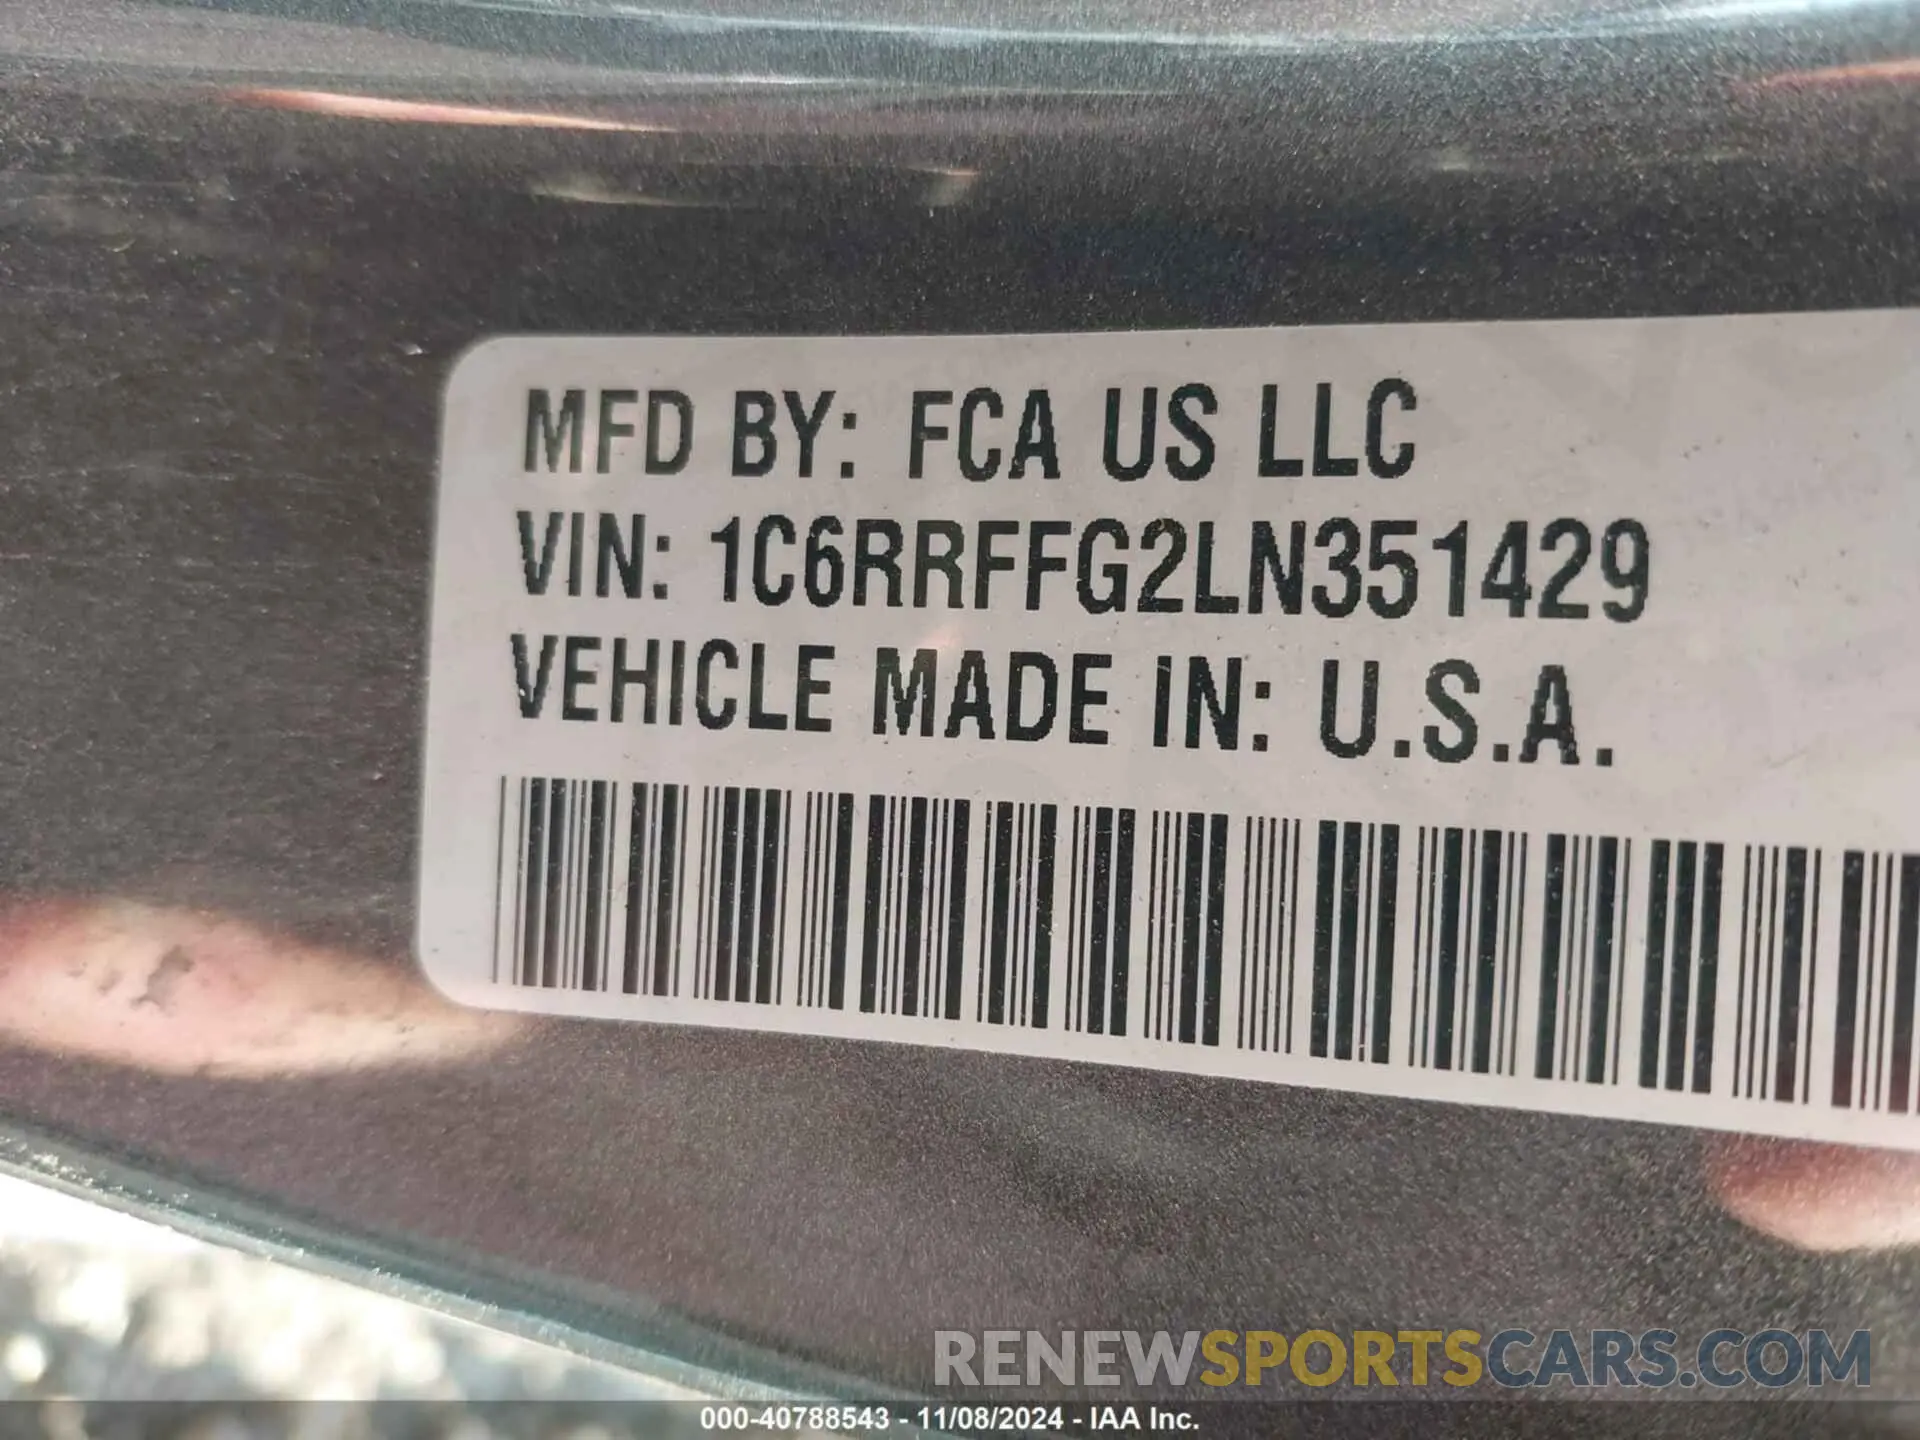 MFD BY: FCA US LLC
VIN: 1C6RRFFG2LN351429
VEHICLE MADE IN: U.S.A.
RENEWSPORTSCARS.COM
000-40788543 - 11/08/2024 - IAA Inc.